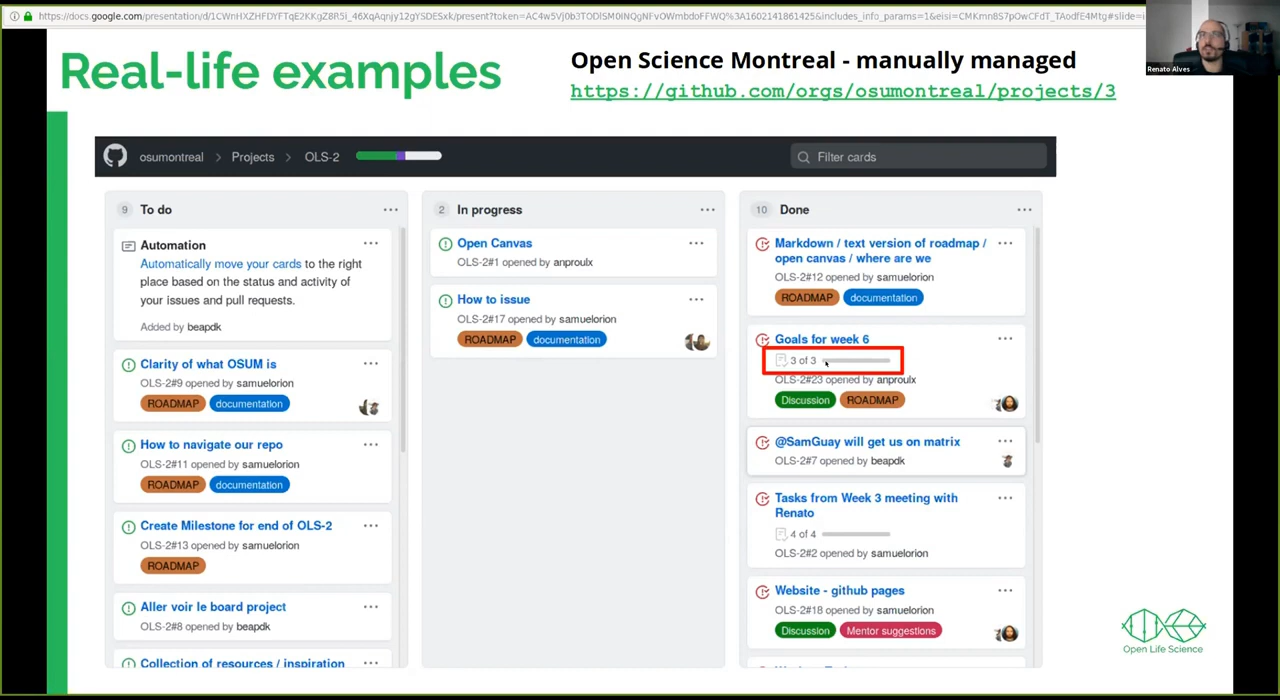 Real-life examples
Open Science Montreal - manually managed
https://github.com/orgs/osumontreal/projects/3
Renato Alves
osumontreal > Projects > OLS-2
Filter cards
9 To do
Automation
Automatically move your cards to the right
place based on the status and activity of
your issues and pull requests.
Added by beapdk
Clarity of what OSUM is
OLS-2#9 opened by samuelorion
ROADMAP documentation
How to navigate our repo
OLS-2#11 opened by samuelorion
ROADMAP documentation
Create Milestone for end of OLS-2
OLS-2#13 opened by samuelorion
ROADMAP
Aller voir le board project
OLS-2#8 opened by beapdk
Collection of resources / inspiration
2 In progress
Open Canvas
OLS-2#1 opened by anproulx
How to issue
OLS-2#17 opened by samuelorion
ROADMAP documentation
10 Done
Markdown / text version of roadmap /
open canvas / where are we
OLS-2#12 opened by samuelorion
ROADMAP documentation
Goals for week 6
3 of 3
OLS-2#23 opened by anproulx
Discussion ROADMAP
@SamGuay will get us on matrix
OLS-2#7 opened by beapdk
Tasks from Week 3 meeting with
Renato
4 of 4
OLS-2#2 opened by samuelorion
Website - github pages
OLS-2#18 opened by samuelorion
Discussion Mentor suggestions
Open Life Science